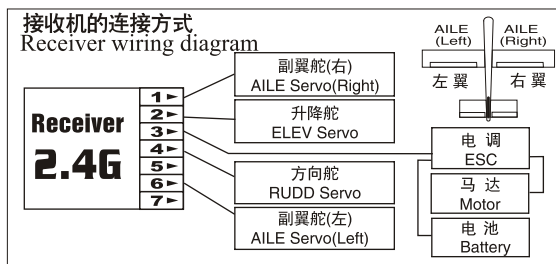 接收机的连接方式
Receiver wiring diagram
AILE
(Left)
AILE
(Right)
左翼
右翼
Receiver
2.4G
1
2
3
4
5
6
7
副翼舵(右)
AILE Servo(Right)
升降舵
ELEV Servo
方向舵
RUDD Servo
副翼舵(左)
AILE Servo(Left)
电调
ESC
马达
Motor
电池
Battery